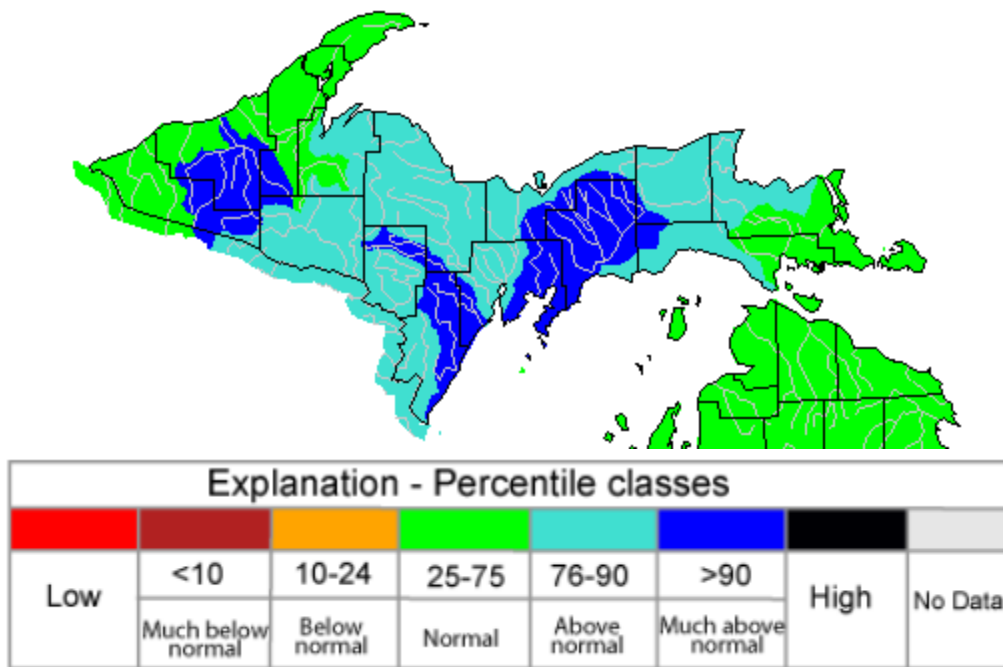 Explanation - Percentile classes
Low
<10
10-24
25-75
76-90
>90
High
No Data
Much below
normal
Below
normal
Normal
Above
normal
Much above
normal